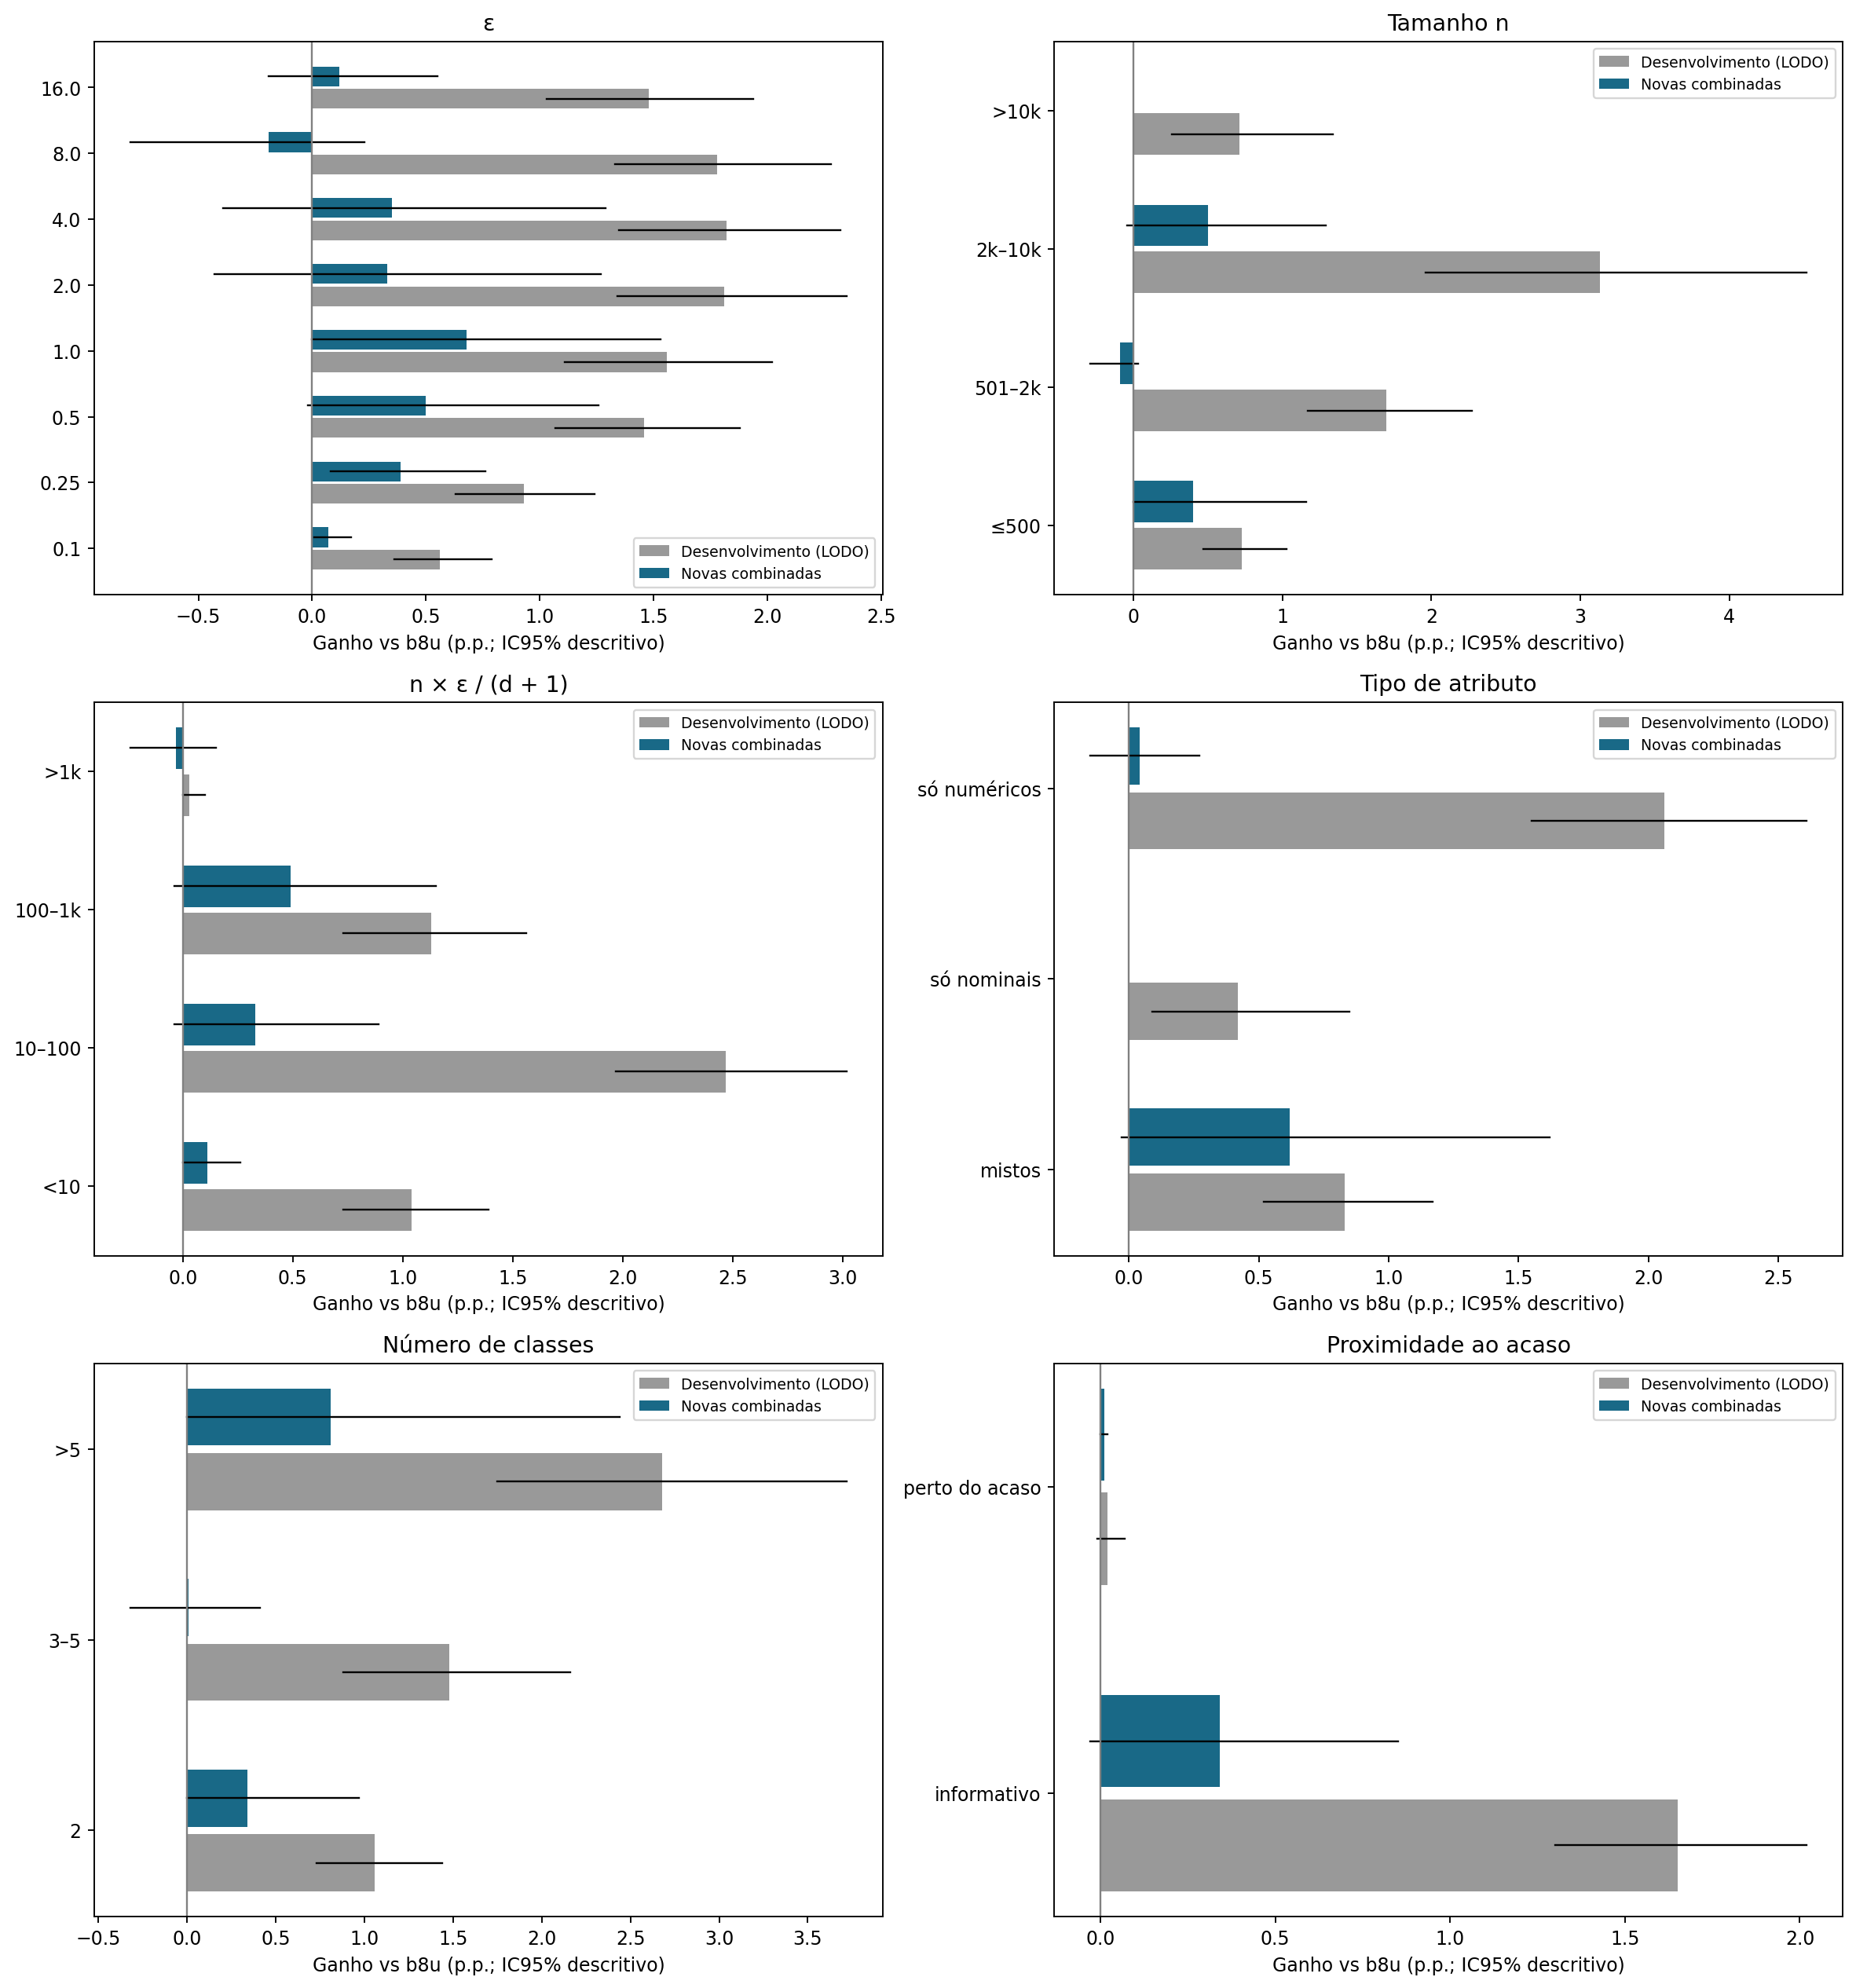 ε
16.0
8.0
4.0
2.0
1.0
0.5
0.25
0.1
Desenvolvimento (LODO)
Novas combinadas
−0.5 0.0 0.5 1.0 1.5 2.0 2.5
Ganho vs b8u (p.p.; IC95% descritivo)
Tamanho n
Desenvolvimento (LODO)
Novas combinadas
>10k
2k–10k
501–2k
≤500
0 1 2 3 4
Ganho vs b8u (p.p.; IC95% descritivo)
n × ε / (d + 1)
Desenvolvimento (LODO)
Novas combinadas
>1k
100–1k
10–100
<10
0.0 0.5 1.0 1.5 2.0 2.5 3.0
Ganho vs b8u (p.p.; IC95% descritivo)
Tipo de atributo
Desenvolvimento (LODO)
Novas combinadas
só numéricos
só nominais
mistos
0.0 0.5 1.0 1.5 2.0 2.5
Ganho vs b8u (p.p.; IC95% descritivo)
Número de classes
Desenvolvimento (LODO)
Novas combinadas
>5
3–5
2
−0.5 0.0 0.5 1.0 1.5 2.0 2.5 3.0 3.5
Ganho vs b8u (p.p.; IC95% descritivo)
Proximidade ao acaso
Desenvolvimento (LODO)
Novas combinadas
perto do acaso
informativo
0.0 0.5 1.0 1.5 2.0
Ganho vs b8u (p.p.; IC95% descritivo)